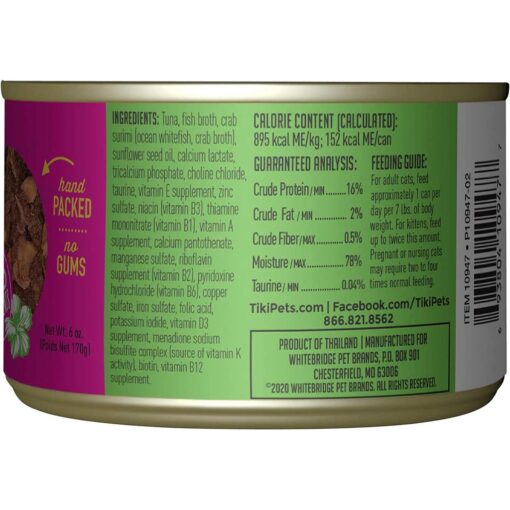 hand
PACKED
no
GUMS
Net Wt. 6 oz.
(Poids Net 170g)
INGREDIENTS: Tuna, fish broth, crab
surimi (ocean whitefish, crab broth),
sunflower seed oil, calcium lactate,
tricalcium phosphate, choline chloride,
taurine, vitamin E supplement, zinc
sulfate, niacin (vitamin B3), thiamine
mononitrate (vitamin B1), vitamin A
supplement, calcium pantothenate,
manganese sulfate, riboflavin
supplement (vitamin B2), pyridoxine
hydrochloride (vitamin B6), copper
sulfate, iron sulfate, folic acid,
potassium iodide, vitamin D3
supplement, menadione sodium
bisulfite complex (source of vitamin K
activity), biotin, vitamin B12
supplement.
CALORIE CONTENT (CALCULATED):
895 kcal ME/kg; 152 kcal ME/can
GUARANTEED ANALYSIS:
Crude Protein/MIN 16%
Crude Fat/MIN 2%
Crude Fiber/MAX 0.5%
Moisture/MAX 78%
Taurine/MIN 0.04%
FEEDING GUIDE:
For adult cats, feed
approximately 1 can per
day per 7 lbs. of body
weight. For kittens, feed
up to twice this amount.
Pregnant or nursing cats
may require two to four
times normal feeding.
TikiPets.com | Facebook.com/TikiPets
866.821.8562
PRODUCT OF THAILAND | MANUFACTURED FOR
WHITEBRIDGE PET BRANDS, P.O. BOX 901
CHESTERFIELD, MO 63006
©2020 WHITEBRIDGE PET BRANDS. ALL RIGHTS RESERVED.
ITEM 10947 • P10947-02
6 93804 10947 7